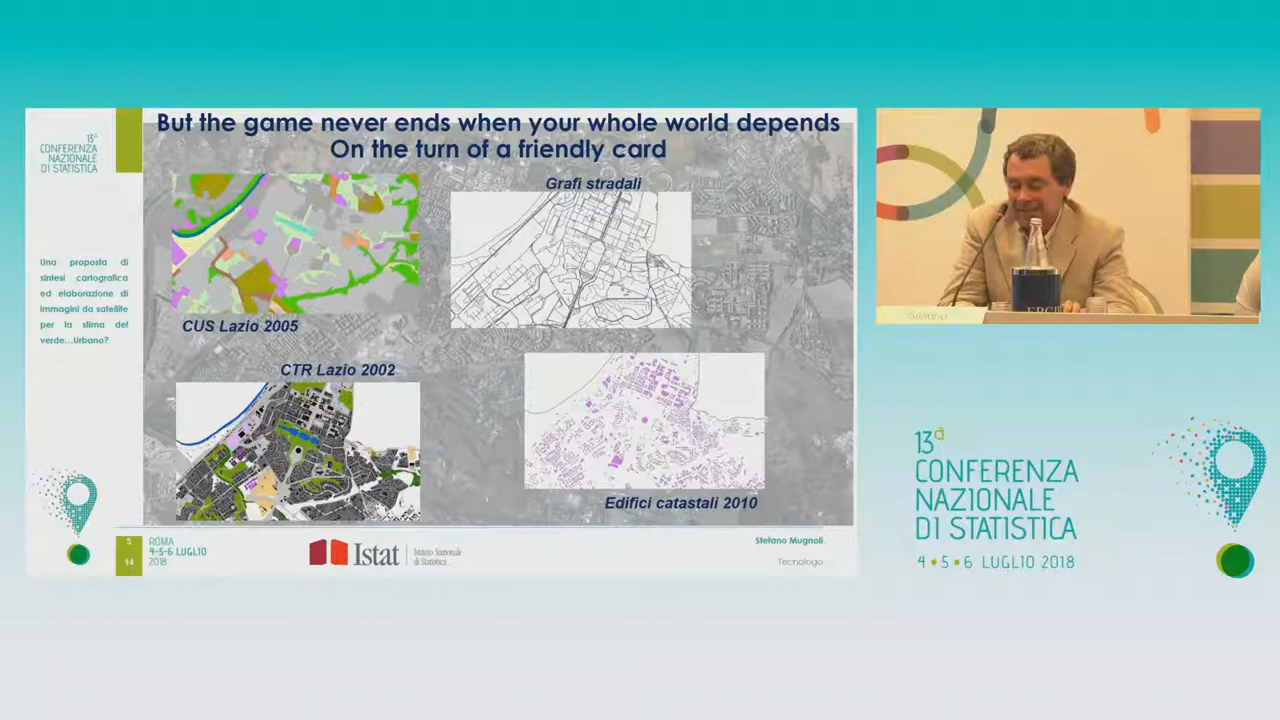 But the game never ends when your whole world depends
On the turn of a friendly card
13ª
CONFERENZA
NAZIONALE
DI STATISTICA
Una proposta di
sintesi cartografica
ed elaborazione di
immagini da satellite
per la stima del
verde...Urbano?
Grafi stradali
CUS Lazio 2005
CTR Lazio 2002
Edifici catastali 2010
5
14
ROMA
4-5-6 LUGLIO
2018
Istat
Istituto Nazionale
di Statistica
Stefano Mugnoli
Tecnologo
Stefano
13ª
CONFERENZA
NAZIONALE
DI STATISTICA
4 • 5 • 6 LUGLIO 2018